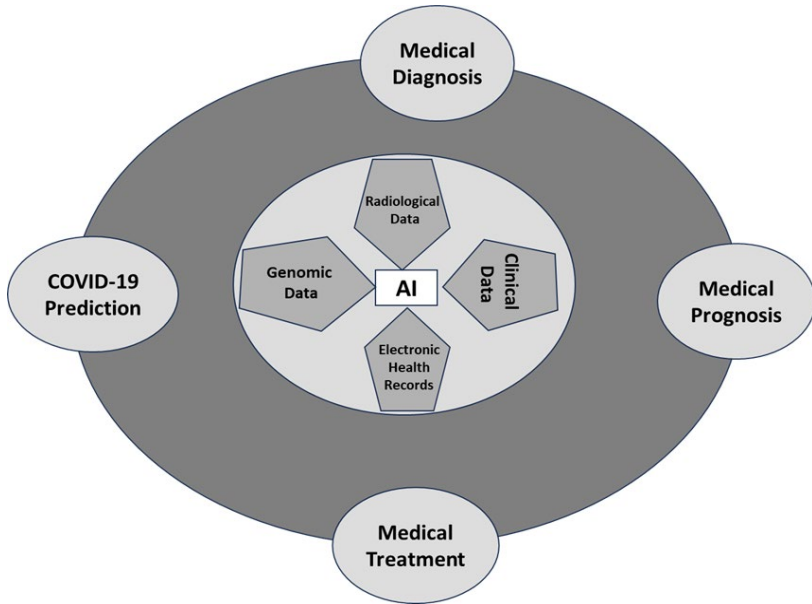 Medical
Diagnosis
Radiological
Data
COVID-19
Prediction
Genomic
Data
AI
Clinical
Data
Medical
Prognosis
Electronic
Health
Records
Medical
Treatment